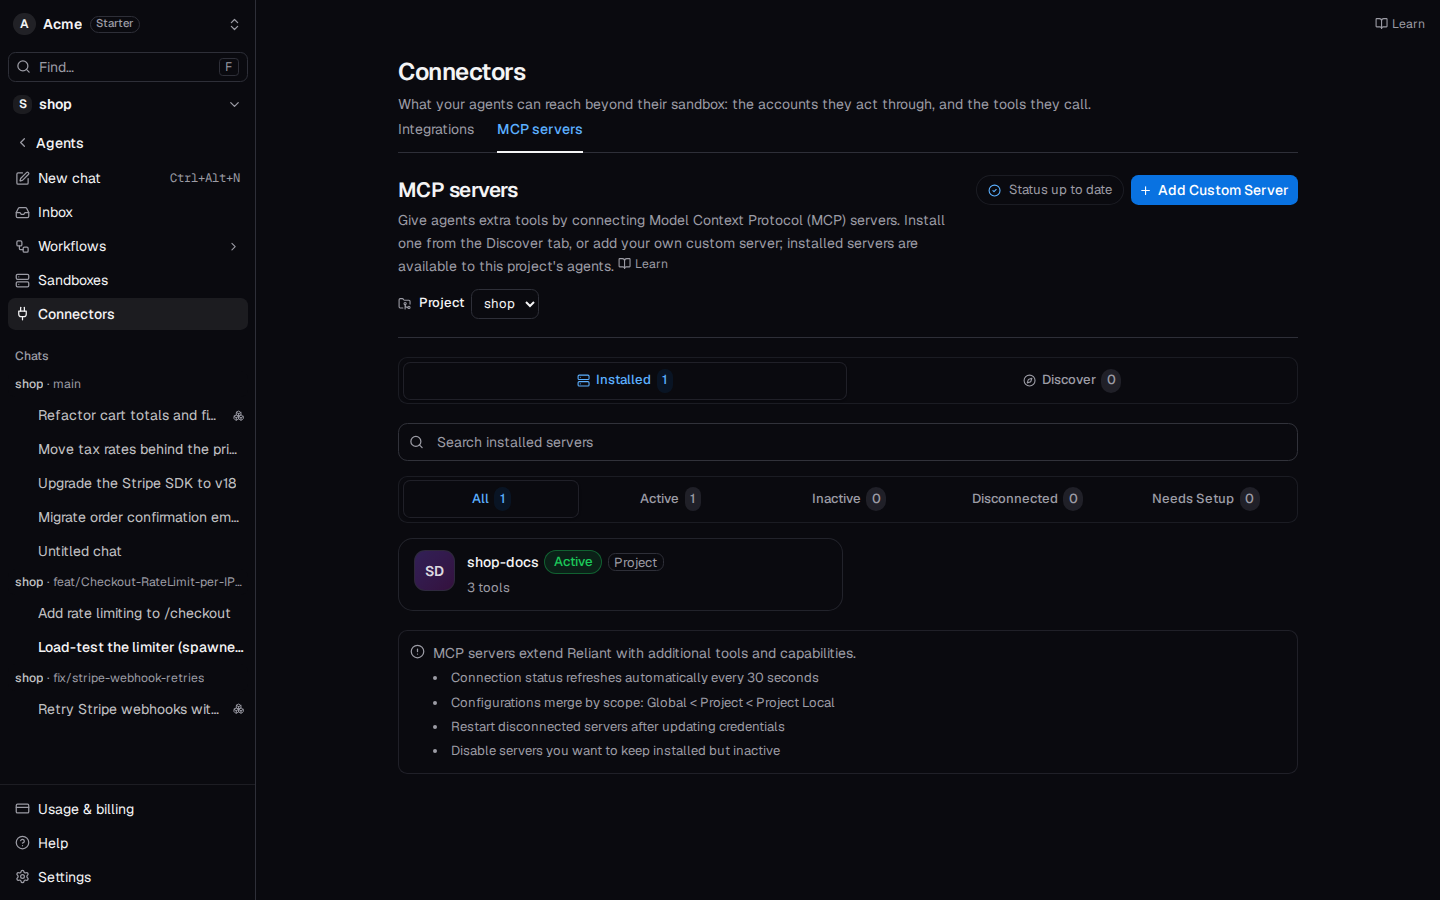 A Acme Starter
Find... F
S shop
Agents
New chat Ctrl+Alt+N
Inbox
Workflows
Sandboxes
Connectors
Chats
shop · main
Refactor cart totals and fi...
Move tax rates behind the pri...
Upgrade the Stripe SDK to v18
Migrate order confirmation em...
Untitled chat
shop · feat/Checkout-RateLimit-per-IP...
Add rate limiting to /checkout
Load-test the limiter (spawne...
shop · fix/stripe-webhook-retries
Retry Stripe webhooks wit...
Usage & billing
Help
Settings
Learn
Connectors
What your agents can reach beyond their sandbox: the accounts they act through, and the tools they call.
Integrations MCP servers
MCP servers
Status up to date
+ Add Custom Server
Give agents extra tools by connecting Model Context Protocol (MCP) servers. Install
one from the Discover tab, or add your own custom server; installed servers are
available to this project's agents. Learn
Project shop
Installed 1 Discover 0
Search installed servers
All 1 Active 1 Inactive 0 Disconnected 0 Needs Setup 0
SD shop-docs Active Project
3 tools
MCP servers extend Reliant with additional tools and capabilities.
• Connection status refreshes automatically every 30 seconds
• Configurations merge by scope: Global < Project < Project Local
• Restart disconnected servers after updating credentials
• Disable servers you want to keep installed but inactive